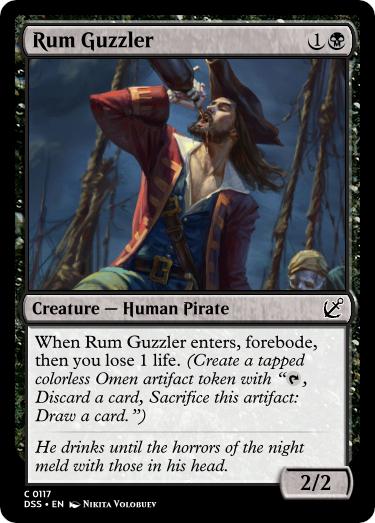 Rum Guzzler 1
Creature — Human Pirate
When Rum Guzzler enters, forebode,
then you lose 1 life. (Create a tapped
colorless Omen artifact token with “,
Discard a card, Sacrifice this artifact:
Draw a card.”)
He drinks until the horrors of the night
meld with those in his head.
2/2
C 0117
DSS • EN Nikita Volobuev